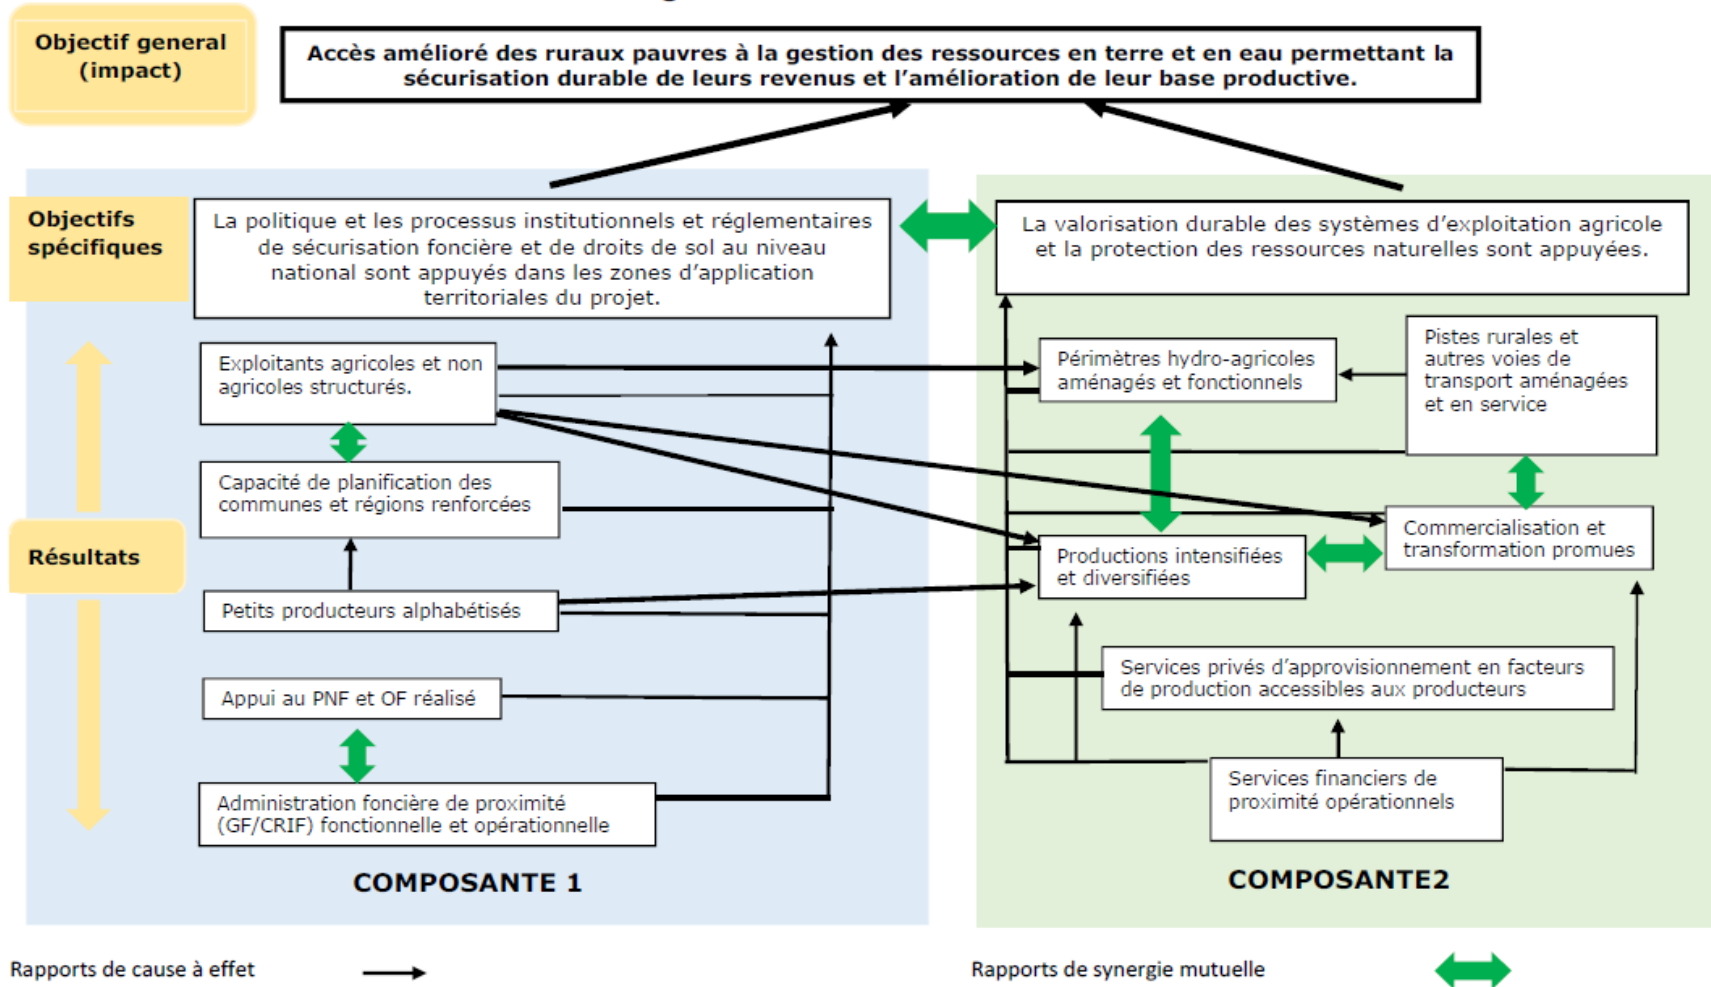 Objectif general
(impact)
Accès amélioré des ruraux pauvres à la gestion des ressources en terre et en eau permettant la
sécurisation durable de leurs revenus et l'amélioration de leur base productive.
Objectifs
spécifiques
La politique et les processus institutionnels et réglementaires
de sécurisation foncière et de droits de sol au niveau
national sont appuyés dans les zones d'application
territoriales du projet.
La valorisation durable des systèmes d'exploitation agricole
et la protection des ressources naturelles sont appuyées.
Exploitants agricoles et non
agricoles structurés.
Périmètres hydro-agricoles
aménagés et fonctionnels
Pistes rurales et
autres voies de
transport aménagées
et en service
Capacité de planification des
communes et régions renforcées
Résultats
Commercialisation et
transformation promues
Productions intensifiées
et diversifiées
Petits producteurs alphabétisés
Services privés d'approvisionnement en facteurs
de production accessibles aux producteurs
Appui au PNF et OF réalisé
Services financiers de
proximité opérationnels
Administration foncière de proximité
(GF/CRIF) fonctionnelle et opérationnelle
COMPOSANTE 1
COMPOSANTE2
Rapports de cause à effet
Rapports de synergie mutuelle